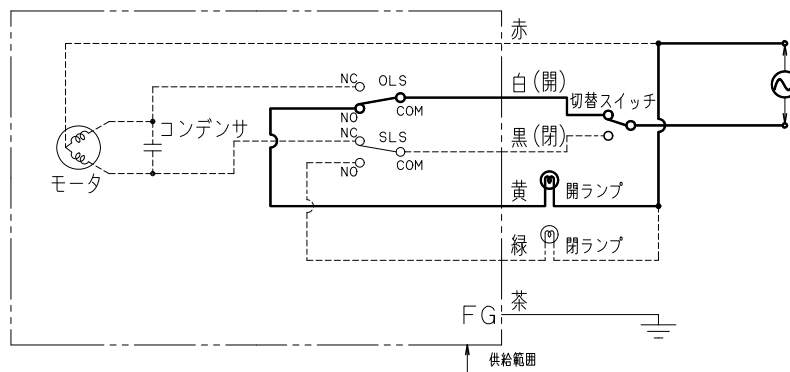 赤
NC
OLS
白(開)
切替スイッチ
NO
COM
コンデンサ
NC
SLS
黒(閉)
NO
COM
モータ
黄
開ランプ
緑
閉ランプ
茶
FG
供給範囲